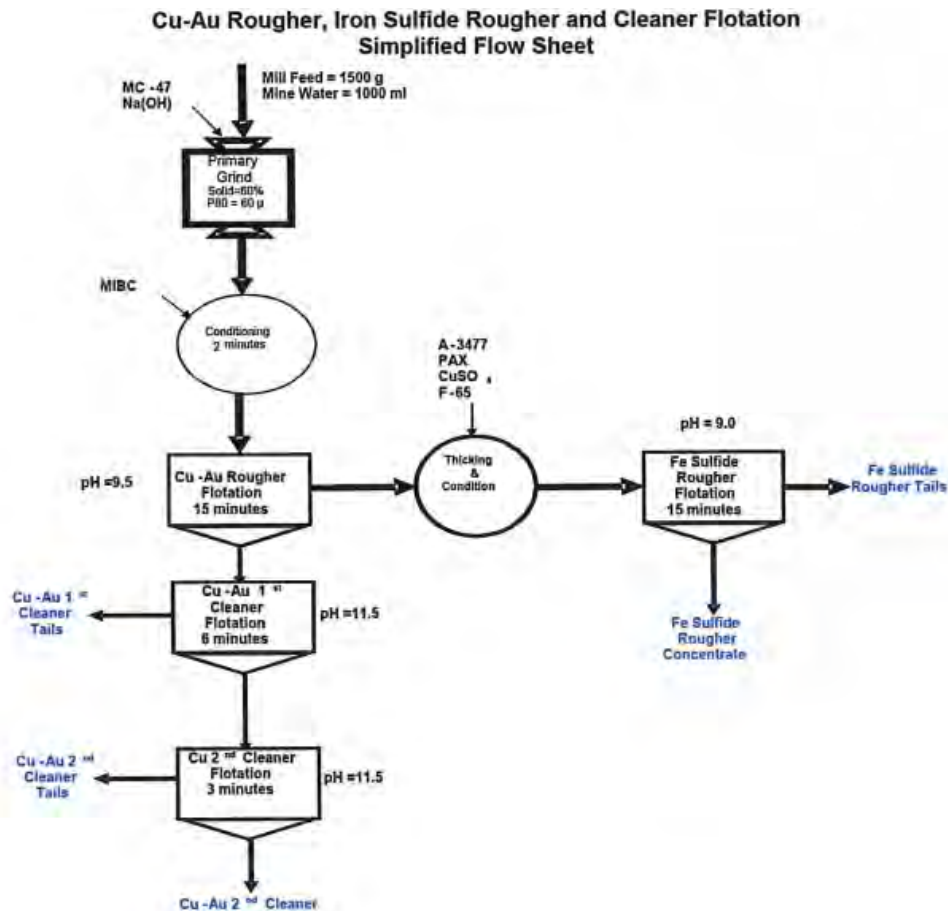 Cu-Au Rougher, Iron Sulfide Rougher and Cleaner Flotation
Simplified Flow Sheet
MC -47
Na(OH)
Mill Feed = 1500 g
Mine Water = 1000 ml
Primary
Grind
Solid=60%
P80 = 60 µ
MIBC
Conditioning
2 minutes
A-3477
PAX
CuSO 4
F-65
pH =9.5
Cu -Au Rougher
Flotation
15 minutes
Thicking
&
Condition
pH = 9.0
Fe Sulfide
Rougher
Flotation
15 minutes
Fe Sulfide
Rougher Tails
Cu -Au 1 st
Cleaner
Tails
Cu -Au 1 st
Cleaner
Flotation
6 minutes
pH =11.5
Fe Sulfide
Rougher
Concentrate
Cu -Au 2 nd
Cleaner
Tails
Cu 2 nd Cleaner
Flotation
3 minutes
pH =11.5
Cu -Au 2 nd Cleaner